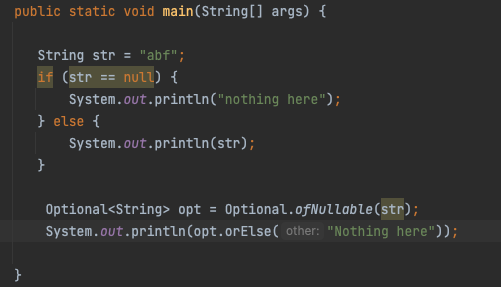 public static void main(String[] args) {
String str = "abf";
if (str == null) {
System.out.println("nothing here");
} else {
System.out.println(str);
}
Optional<String> opt = Optional.ofNullable(str);
System.out.println(opt.orElse( other: "Nothing here"));
}